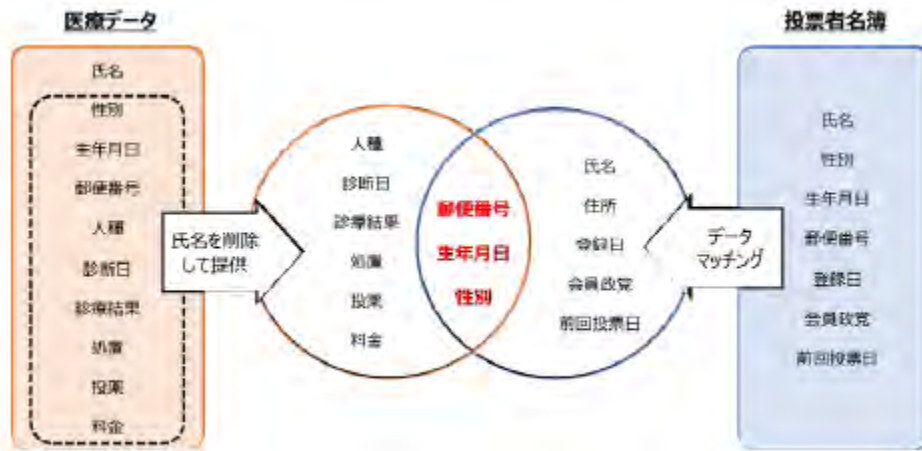 医療データ
氏名
性別
生年月日
郵便番号
人種
診断日
診療結果
処置
投薬
料金
氏名を削除
して提供
人種
診断日
診療結果
処置
投薬
料金
郵便番号
生年月日
性別
氏名
住所
登録日
会員政党
前回投票日
データ
マッチング
投票者名簿
氏名
性別
生年月日
郵便番号
登録日
会員政党
前回投票日